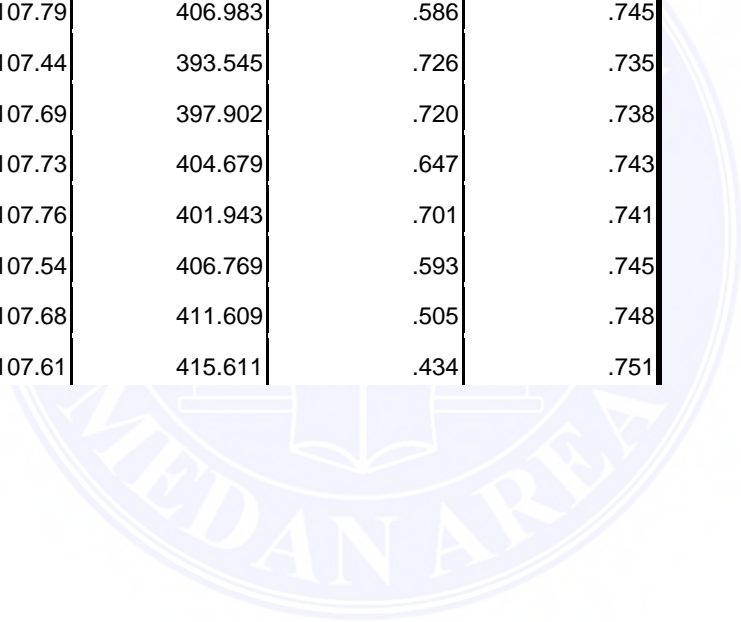 107.79 406.983 .586 .745
107.44 393.545 .726 .735
107.69 397.902 .720 .738
107.73 404.679 .647 .743
107.76 401.943 .701 .741
107.54 406.769 .593 .745
107.68 411.609 .505 .748
107.61 415.611 .434 .751
MEDAN AREA